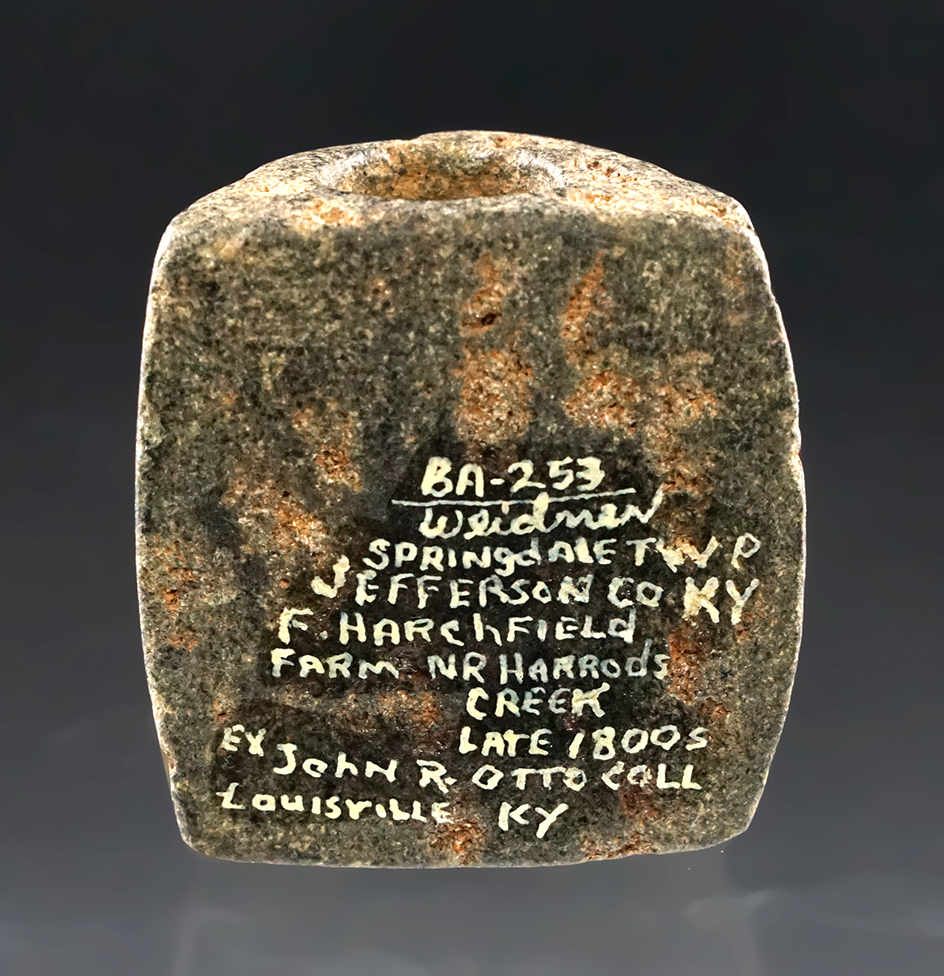 BA-253
Weidner
SPRINGdALE TWP
JEFFERSON CO KY
F. HARChFIELd
FARM NR HARROdS
CREEK
LATE 1800s
EX JohN R. OTTO COLL
LouISVILLE KY